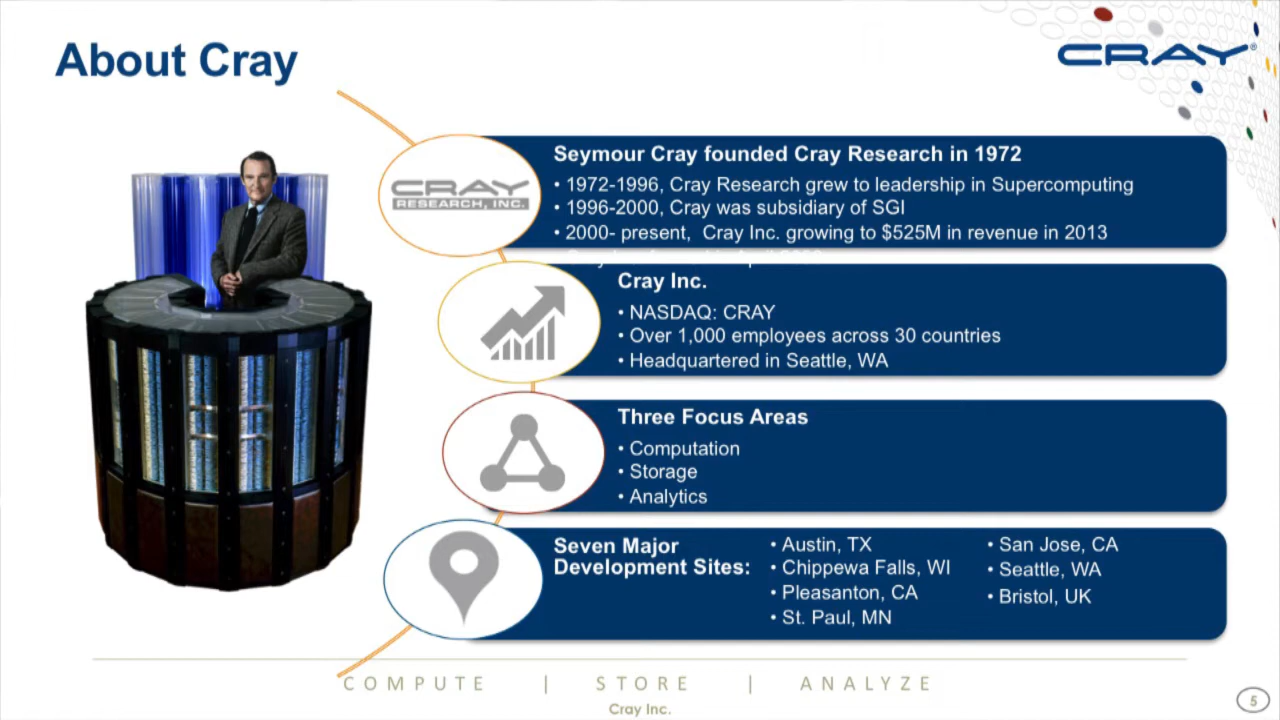 About Cray
CRAY®
CRAY
RESEARCH, INC.
Seymour Cray founded Cray Research in 1972
• 1972-1996, Cray Research grew to leadership in Supercomputing
• 1996-2000, Cray was subsidiary of SGI
• 2000- present, Cray Inc. growing to $525M in revenue in 2013
Cray Inc.
• NASDAQ: CRAY
• Over 1,000 employees across 30 countries
• Headquartered in Seattle, WA
Three Focus Areas
• Computation
• Storage
• Analytics
Seven Major
Development Sites:
• Austin, TX
• Chippewa Falls, WI
• Pleasanton, CA
• St. Paul, MN
• San Jose, CA
• Seattle, WA
• Bristol, UK
COMPUTE | STORE | ANALYZE
Cray Inc.
5